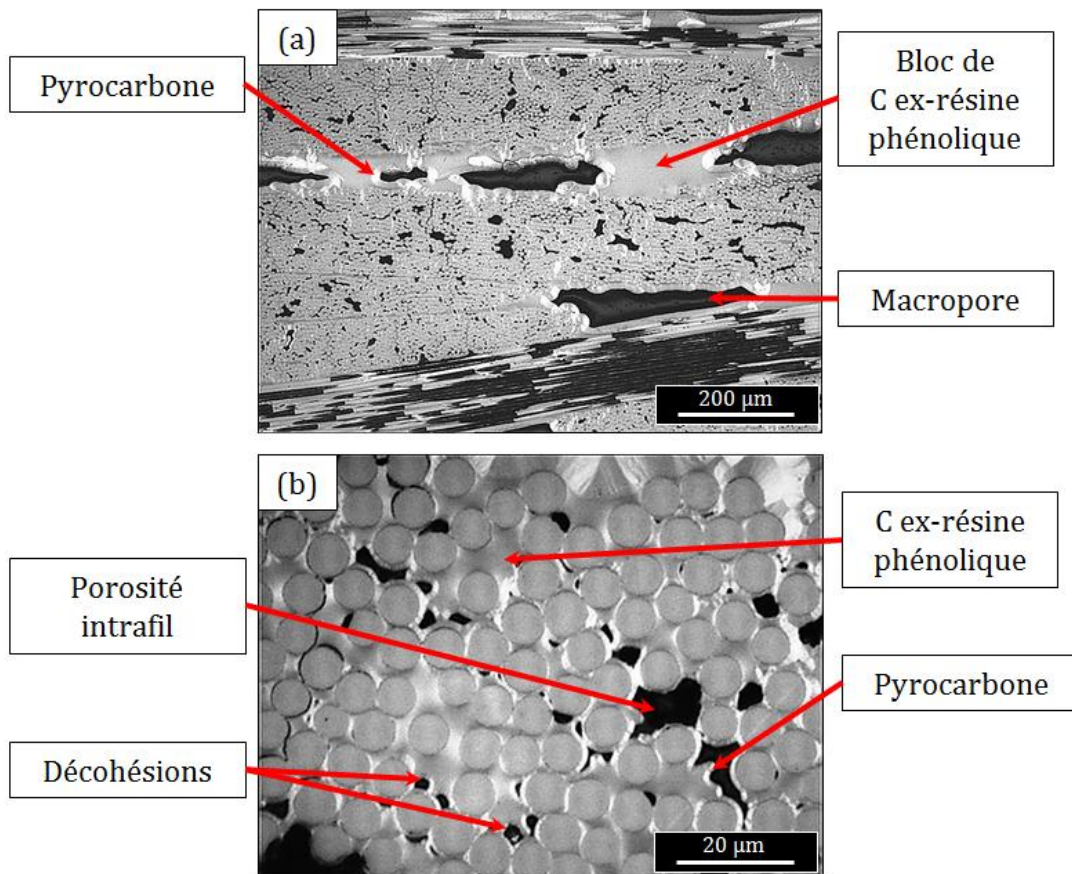 (a)
Pyrocarbone
Bloc de
C ex-résine
phénolique
Macropore
200 µm
(b)
C ex-résine
phénolique
Porosité
intrafil
Pyrocarbone
Décohésions
20 µm